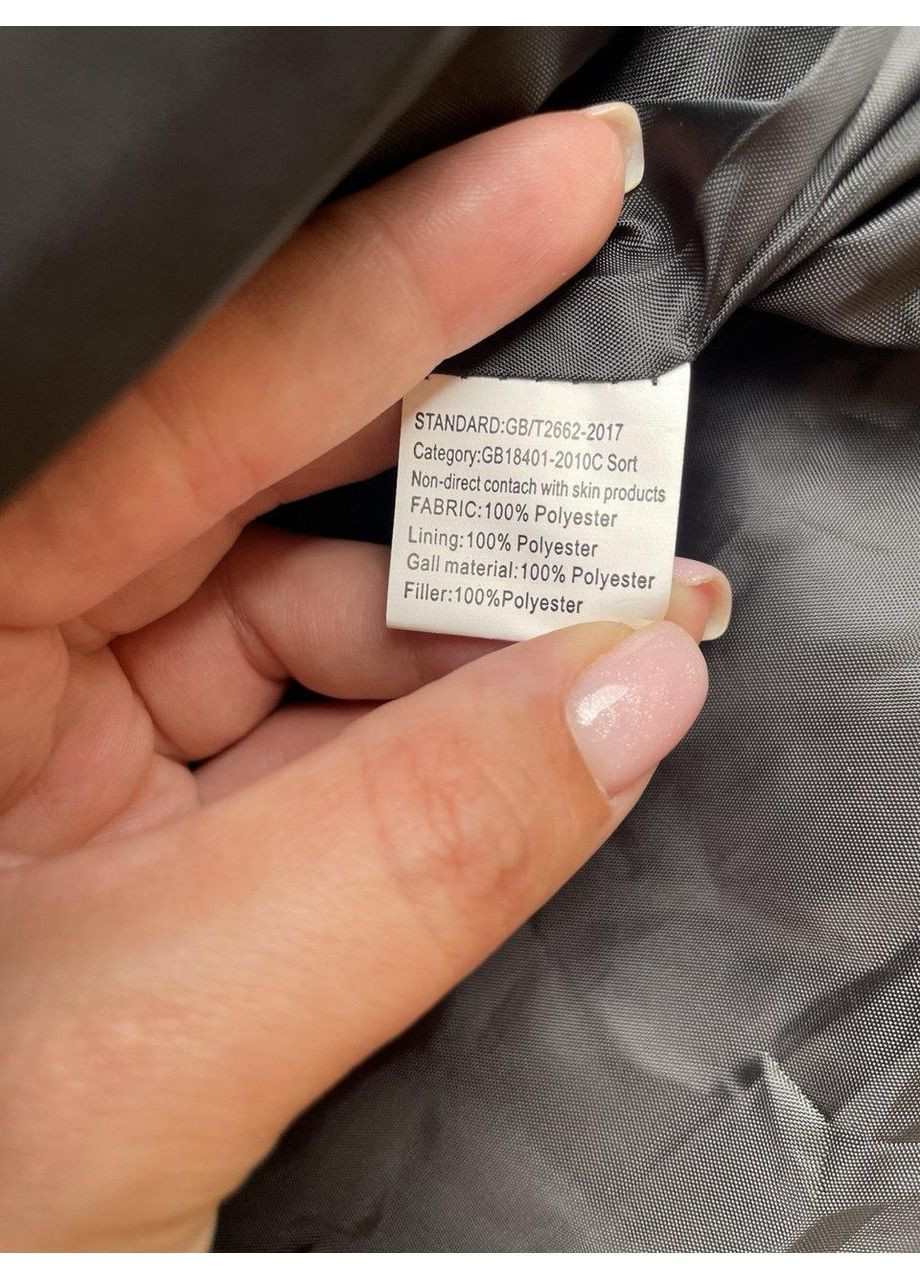 STANDARD:GB/T2662-2017
Category:GB18401-2010C Sort
Non-direct contach with skin products
FABRIC:100% Polyester
Lining:100% Polyester
Gall material:100% Polyester
Filler:100%Polyester